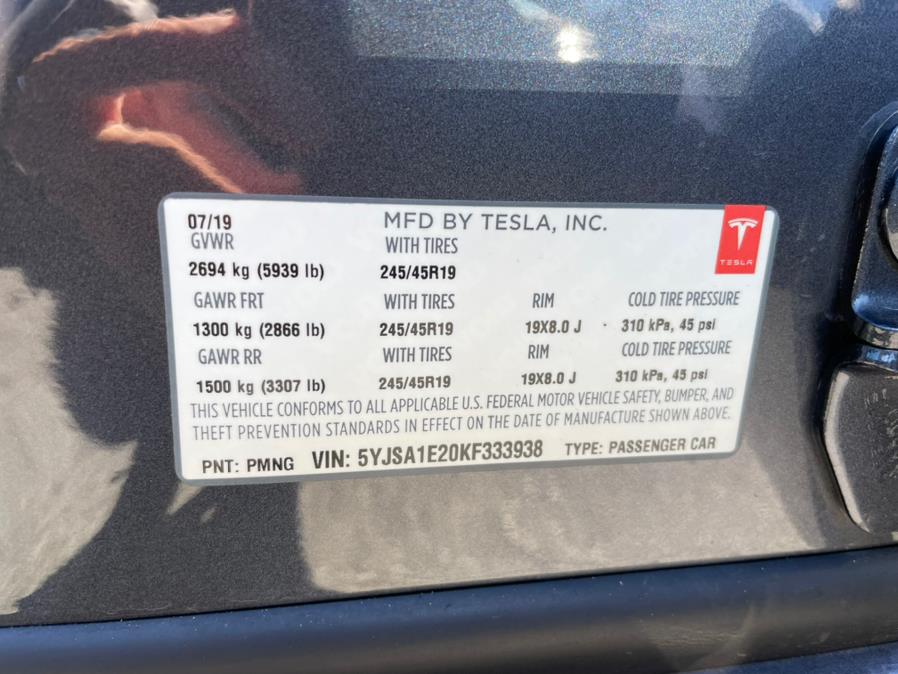 07/19 MFD BY TESLA, INC.
GVWR WITH TIRES
TESLA
2694 kg (5939 lb) 245/45R19
GAWR FRT WITH TIRES RIM COLD TIRE PRESSURE
1300 kg (2866 lb) 245/45R19 19X8.0 J 310 kPa, 45 psi
GAWR RR WITH TIRES RIM COLD TIRE PRESSURE
1500 kg (3307 lb) 245/45R19 19X8.0 J 310 kPa, 45 psi
THIS VEHICLE CONFORMS TO ALL APPLICABLE U.S. FEDERAL MOTOR VEHICLE SAFETY, BUMPER, AND
THEFT PREVENTION STANDARDS IN EFFECT ON THE DATE OF MANUFACTURE SHOWN ABOVE.
PNT: PMNG VIN: 5YJSA1E20KF333938 TYPE: PASSENGER CAR